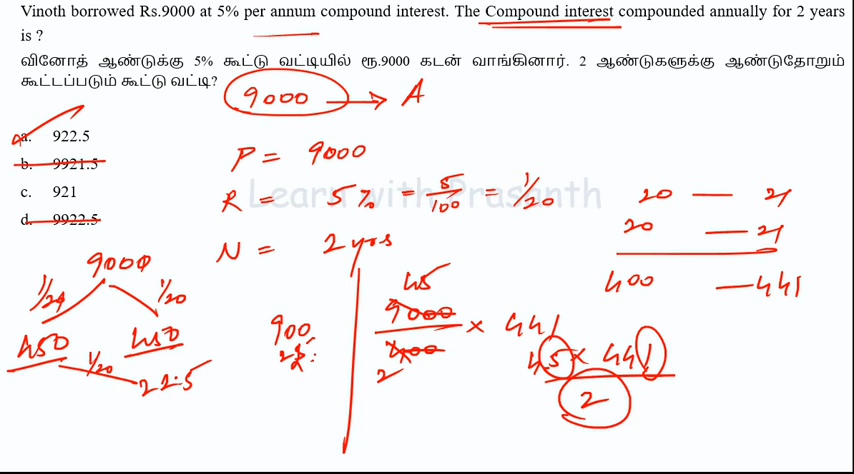 Vinoth borrowed Rs.9000 at 5% per annum compound interest. The Compound interest compounded annually for 2 years
is ?
வினோத் ஆண்டுக்கு 5% கூட்டு வட்டியில் ரூ.9000 கடன் வாங்கினார். 2 ஆண்டுகளுக்கு ஆண்டுதோறும்
கூட்டப்படும் கூட்டு வட்டி?
9000 → A
a. 922.5
b. 9921.5
c. 921
d. 9922.5
P = 9000
R = 5% = 5/100 = 1/20
N = 2 yrs
Learn with Prasanth
20 — 21
20 — 21
400 — 441
9000
1/20 1/20
450 450
1/20
22.5
900
22.
45
9000/400 × 441
2
45 × 441
2